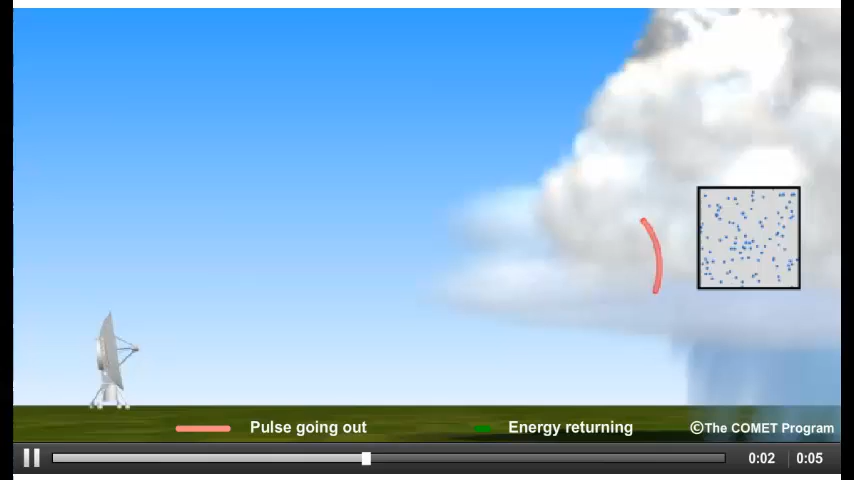 Pulse going out
Energy returning
©The COMET Program
0:02
0:05